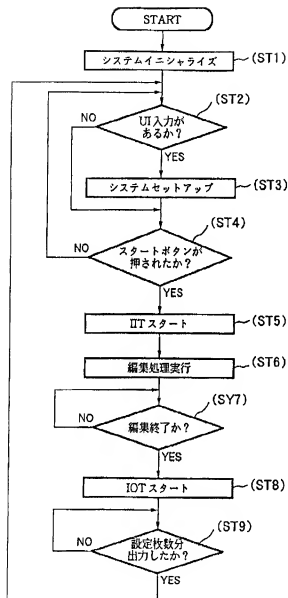 START
システムイニシャライズ
(ST1)
(ST2)
UI入力が
あるか?
NO
YES
システムセットアップ
(ST3)
(ST4)
スタートボタンが
押されたか?
NO
YES
IITスタート
(ST5)
編集処理実行
(ST6)
(SY7)
編集終了か?
NO
YES
IOTスタート
(ST8)
(ST9)
設定枚数分
出力したか?
NO
YES